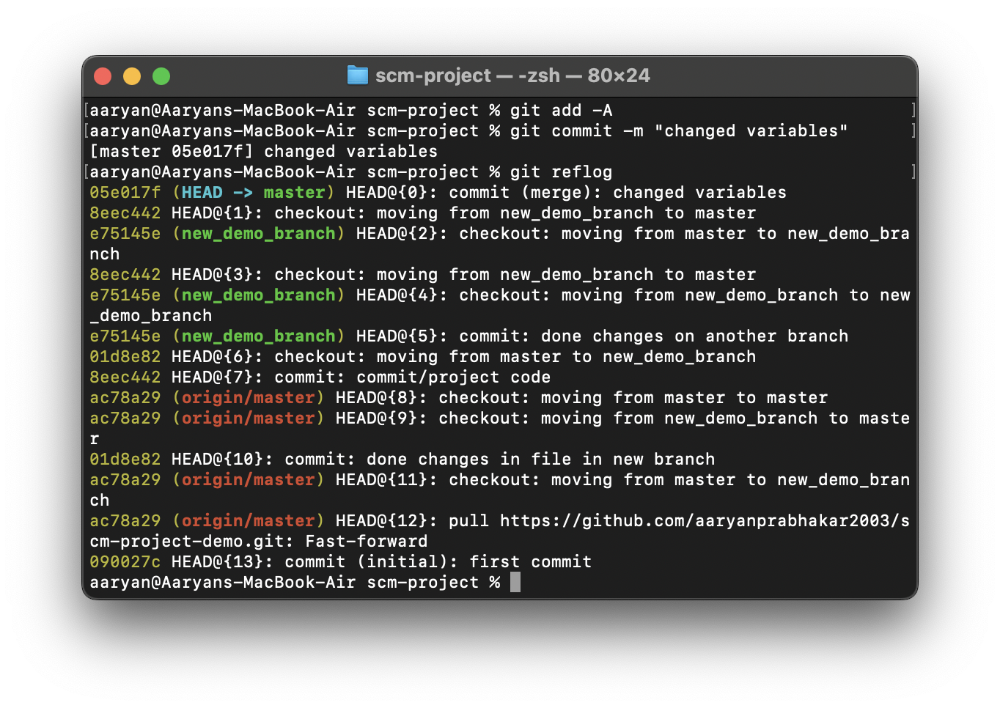 scm-project — -zsh — 80×24
[aaryan@Aaryans-MacBook-Air scm-project % git add -A ]
[aaryan@Aaryans-MacBook-Air scm-project % git commit -m "changed variables" ]
[master 05e017f] changed variables
[aaryan@Aaryans-MacBook-Air scm-project % git reflog ]
05e017f (HEAD -> master) HEAD@{0}: commit (merge): changed variables
8eec442 HEAD@{1}: checkout: moving from new_demo_branch to master
e75145e (new_demo_branch) HEAD@{2}: checkout: moving from master to new_demo_bra
nch
8eec442 HEAD@{3}: checkout: moving from new_demo_branch to master
e75145e (new_demo_branch) HEAD@{4}: checkout: moving from new_demo_branch to new
_demo_branch
e75145e (new_demo_branch) HEAD@{5}: commit: done changes on another branch
01d8e82 HEAD@{6}: checkout: moving from master to new_demo_branch
8eec442 HEAD@{7}: commit: commit/project code
ac78a29 (origin/master) HEAD@{8}: checkout: moving from master to master
ac78a29 (origin/master) HEAD@{9}: checkout: moving from new_demo_branch to maste
r
01d8e82 HEAD@{10}: commit: done changes in file in new branch
ac78a29 (origin/master) HEAD@{11}: checkout: moving from master to new_demo_bran
ch
ac78a29 (origin/master) HEAD@{12}: pull https://github.com/aaryanprabhakar2003/s
cm-project-demo.git: Fast-forward
090027c HEAD@{13}: commit (initial): first commit
aaryan@Aaryans-MacBook-Air scm-project %